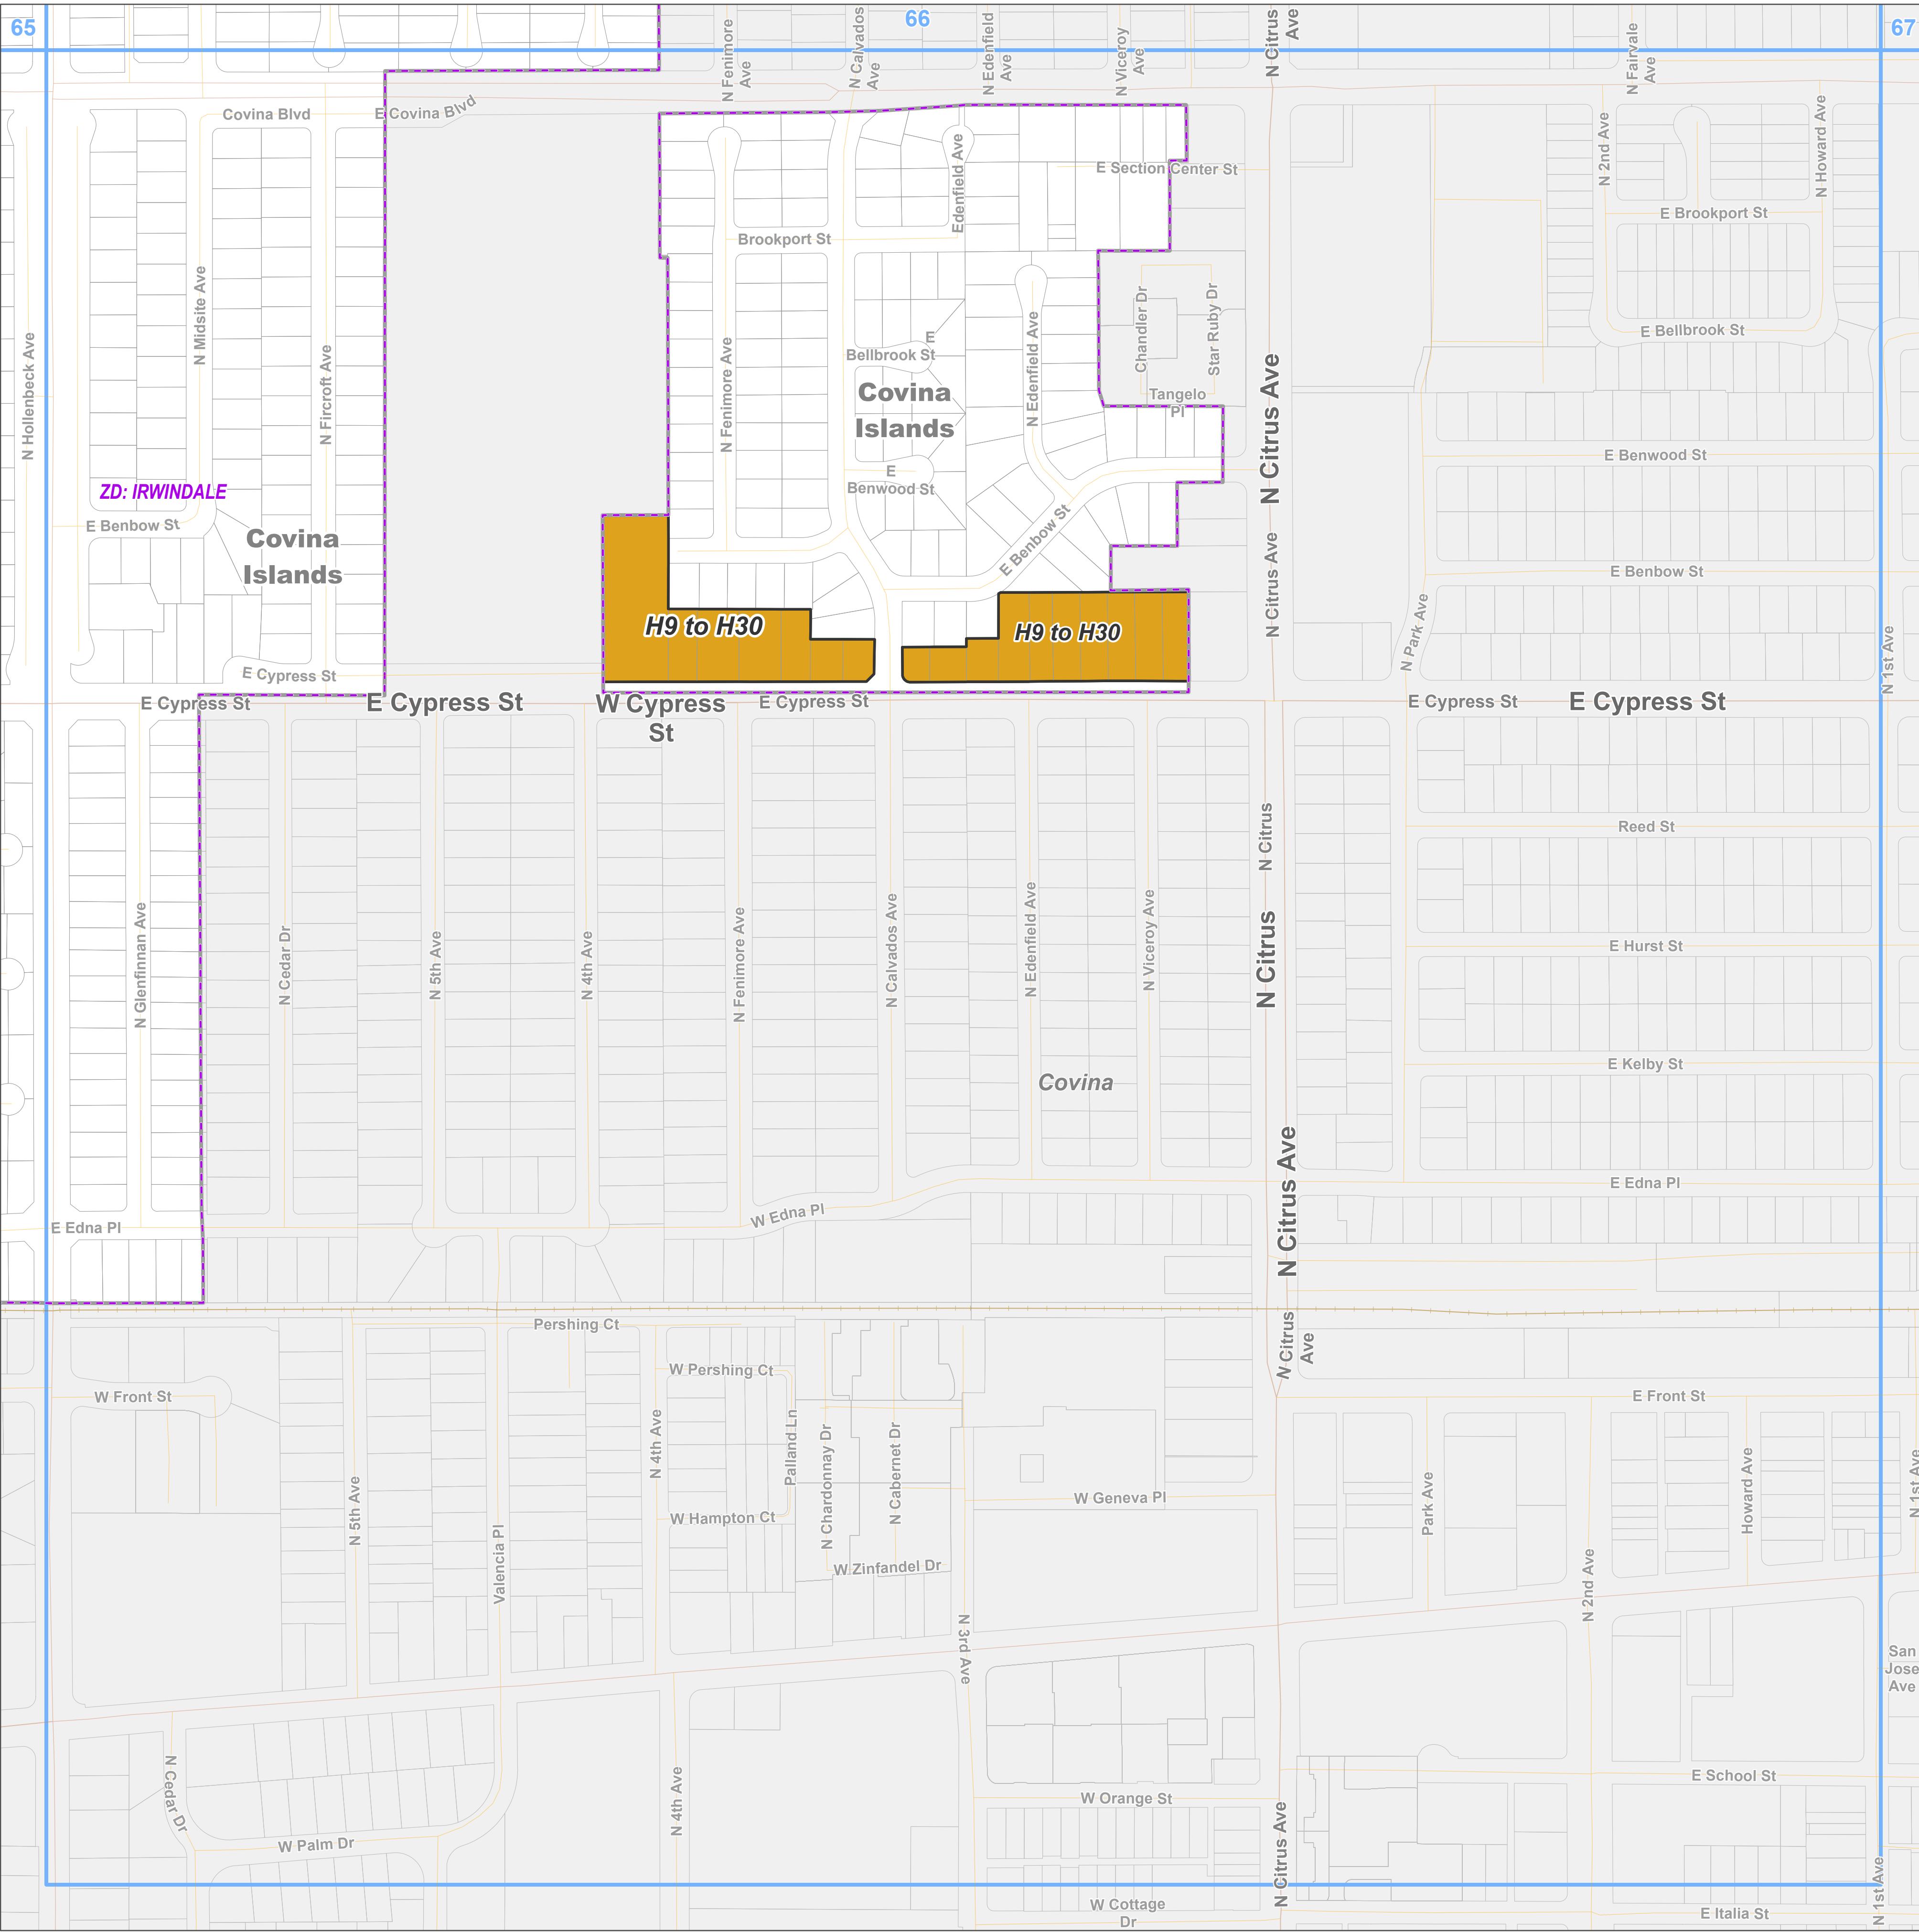 65
66
67
N Fenimore
Ave
N Calvados
Ave
N Edenfield
Ave
N Viceroy
Ave
N Citrus
Ave
N Fairvale
Ave
Covina Blvd
E Covina Blvd
Edenfield Ave
E Section Center St
N 2nd Ave
N Howard Ave
E Brookport St
Brookport St
N Hollenbeck Ave
N Midsite Ave
N Fircroft Ave
N Fenimore Ave
E
Bellbrook St
N Edenfield Ave
Chandler Dr
Star Ruby Dr
Tangelo
Pl
N Citrus Ave
E Bellbrook St
Covina
Islands
E
Benwood St
E Benwood St
ZD: IRWINDALE
E Benbow St
Covina
Islands
E Benbow St
N Citrus Ave
E Benbow St
N Park Ave
N 1st Ave
H9 to H30
H9 to H30
E Cypress St
E Cypress St
E Cypress St
W Cypress
St
E Cypress St
E Cypress St
E Cypress St
N Glenfinnan Ave
N Cedar Dr
N 5th Ave
N 4th Ave
N Fenimore Ave
N Calvados Ave
N Edenfield Ave
N Viceroy Ave
N Citrus
N Citrus
Reed St
E Hurst St
E Kelby St
Covina
N Citrus Ave
E Edna Pl
W Edna Pl
E Edna Pl
Pershing Ct
W Pershing Ct
N Citrus
Ave
W Front St
E Front St
N 5th Ave
Valencia Pl
N 4th Ave
Palland Ln
N Chardonnay Dr
N Cabernet Dr
W Geneva Pl
W Hampton Ct
W Zinfandel Dr
Park Ave
Howard Ave
N 1st Ave
N 2nd Ave
N 3rd Ave
San
Jose
Ave
N Cedar Dr
W Palm Dr
N 4th Ave
W Orange St
E School St
N Citrus Ave
W Cottage
Dr
E Italia St
N 1st Ave